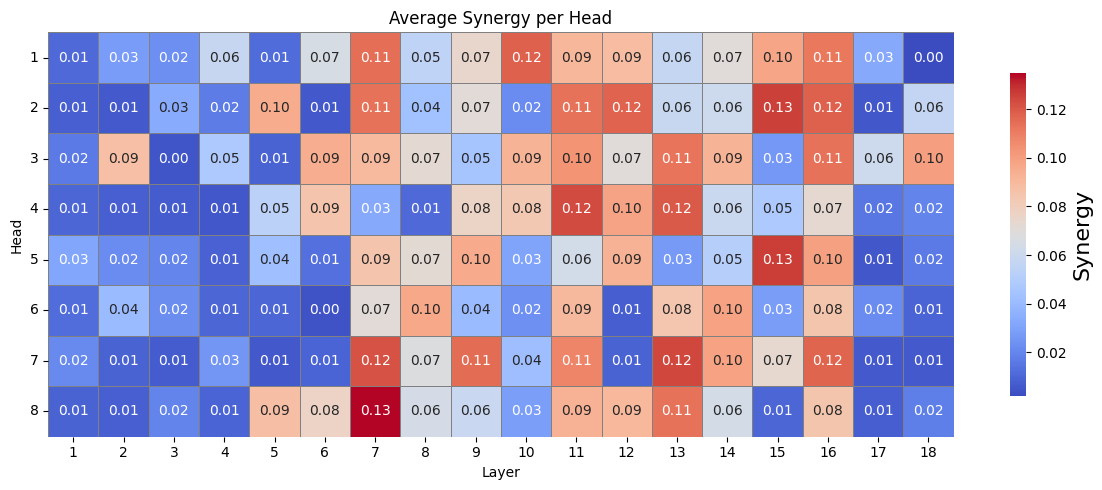 Average Synergy per Head
1 0.01 0.03 0.02 0.06 0.01 0.07 0.11 0.05 0.07 0.12 0.09 0.09 0.06 0.07 0.10 0.11 0.03 0.00
2 0.01 0.01 0.03 0.02 0.10 0.01 0.11 0.04 0.07 0.02 0.11 0.12 0.06 0.06 0.13 0.12 0.01 0.06
3 0.02 0.09 0.00 0.05 0.01 0.09 0.09 0.07 0.05 0.09 0.10 0.07 0.11 0.09 0.03 0.11 0.06 0.10
4 0.01 0.01 0.01 0.01 0.05 0.09 0.03 0.01 0.08 0.08 0.12 0.10 0.12 0.06 0.05 0.07 0.02 0.02
5 0.03 0.02 0.02 0.01 0.04 0.01 0.09 0.07 0.10 0.03 0.06 0.09 0.03 0.05 0.13 0.10 0.01 0.02
6 0.01 0.04 0.02 0.01 0.01 0.00 0.07 0.10 0.04 0.02 0.09 0.01 0.08 0.10 0.03 0.08 0.02 0.01
7 0.02 0.01 0.01 0.03 0.01 0.01 0.12 0.07 0.11 0.04 0.11 0.01 0.12 0.10 0.07 0.12 0.01 0.01
8 0.01 0.01 0.02 0.01 0.09 0.08 0.13 0.06 0.06 0.03 0.09 0.09 0.11 0.06 0.01 0.08 0.01 0.02
Head
1 2 3 4 5 6 7 8 9 10 11 12 13 14 15 16 17 18
Layer
0.12
0.10
0.08
0.06
0.04
0.02
Synergy